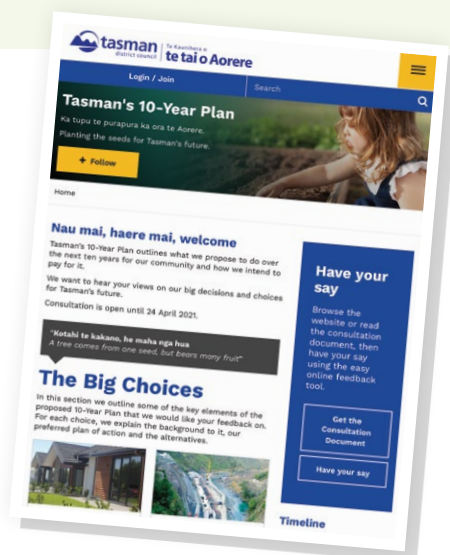 tasman
district council
Te Kaunihera o
te tai o Aorere
Login / Join
Search
Tasman's 10-Year Plan
Ka tupu te purapura ka ora te Aorere.
Planting the seeds for Tasman's future.
+ Follow
Home
Nau mai, haere mai, welcome
Tasman's 10-Year Plan outlines what we propose to do over
the next ten years for our community and how we intend to
pay for it.
We want to hear your views on our big decisions and choices
for Tasman's future.
Consultation is open until 24 April 2021.
"Kotahi te kakano, he maha nga hua
A tree comes from one seed, but bears many fruit"
The Big Choices
In this section we outline some of the key elements of the
proposed 10-Year Plan that we would like your feedback on.
For each choice, we explain the background to it, our
preferred plan of action and the alternatives.
Have your
say
Browse the
website or read
the consultation
document, then
have your say
using the easy
online feedback
tool.
Get the
Consultation
Document
Have your say
Timeline